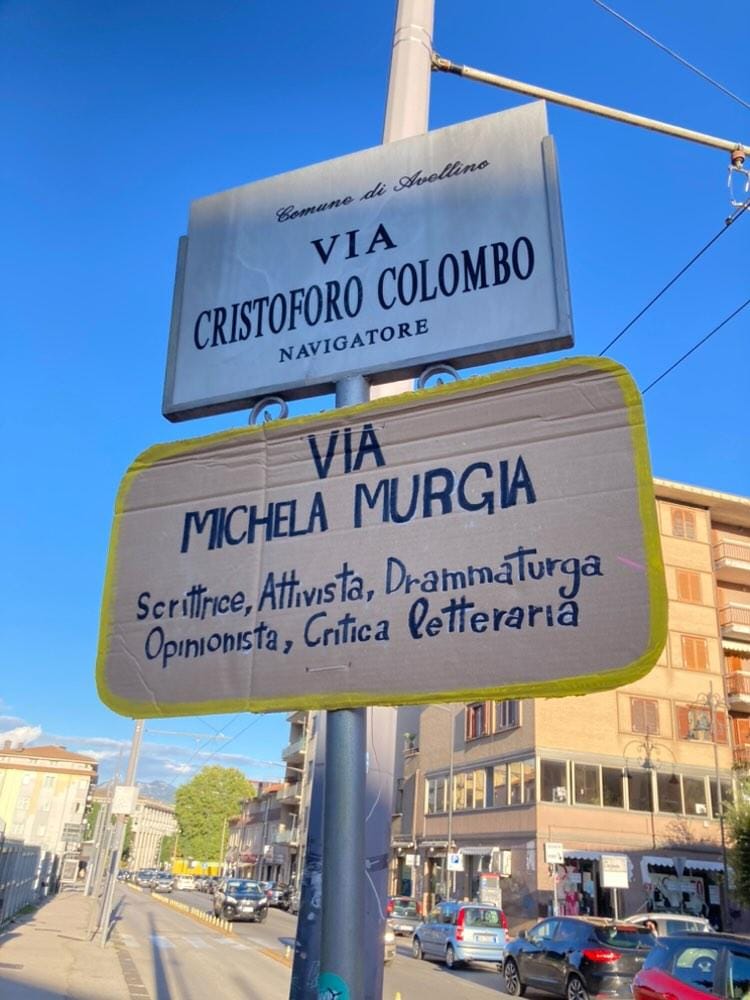 Comune di Avellino
VIA
CRISTOFORO COLOMBO
NAVIGATORE
VIA
MICHELA MURGIA
Scrittrice, Attivista, Drammaturga
Opinionista, Critica letteraria